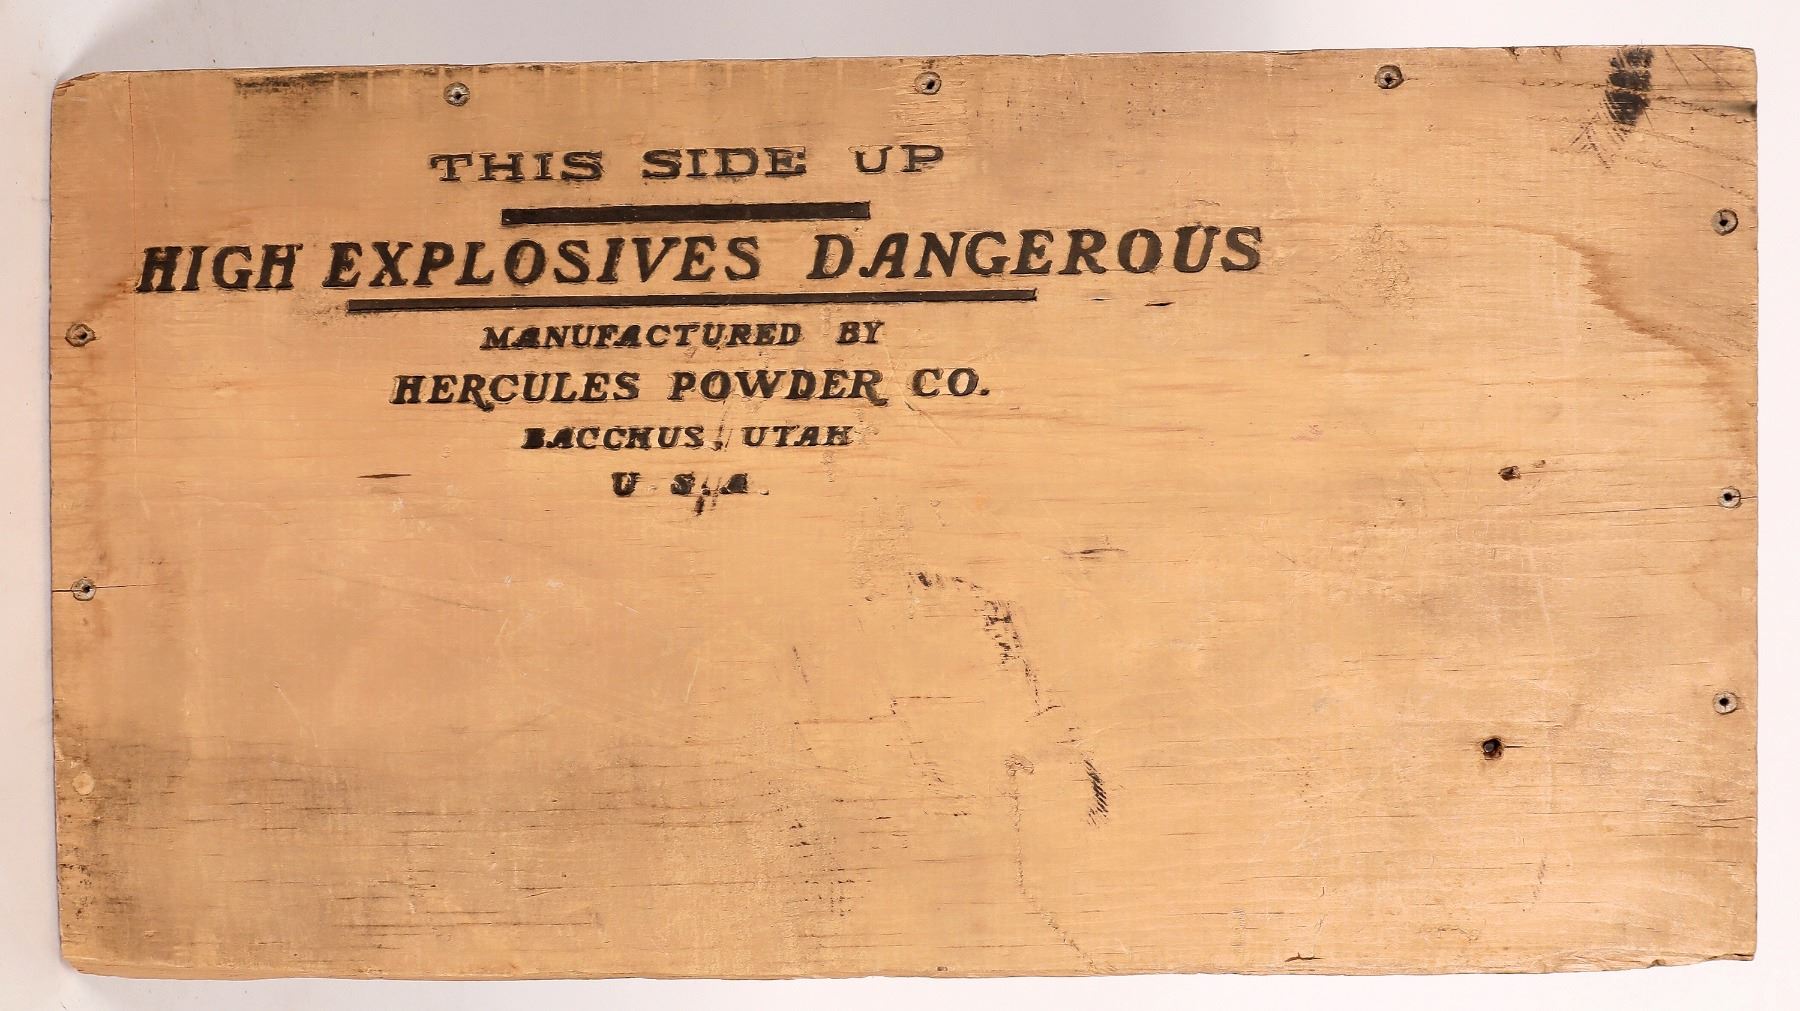 THIS SIDE UP
HIGH EXPLOSIVES DANGEROUS
MANUFACTURED BY
HERCULES POWDER CO.
BACCHUS, UTAH
U.S.A.